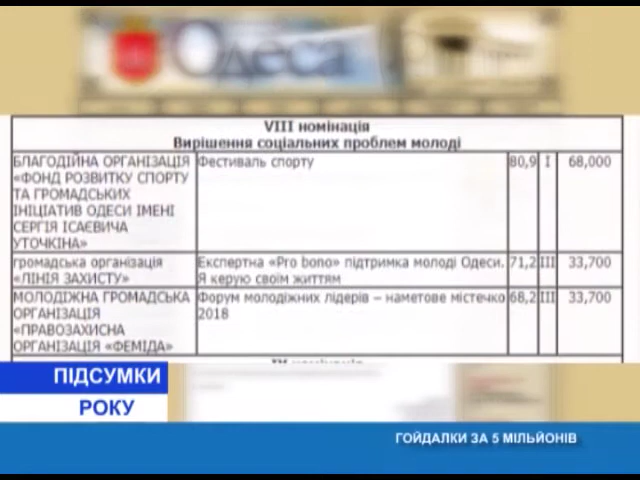 Одеса
VIII номінація
Вирішення соціальних проблем молоді
БЛАГОДІЙНА ОРГАНІЗАЦІЯ
«ФОНД РОЗВИТКУ СПОРТУ
ТА ГРОМАДСЬКИХ
ІНІЦІАТИВ ОДЕСИ ІМЕНІ
СЕРГІЯ ІСАЄВИЧА
УТОЧКІНА»
Фестиваль спорту
80,9
I
68,000
громадська організація
«ЛІНІЯ ЗАХИСТУ»
Експертна «Pro bono» підтримка молоді Одеси.
Я керую своїм життям
71,2
III
33,700
МОЛОДІЖНА ГРОМАДСЬКА
ОРГАНІЗАЦІЯ
«ПРАВОЗАХИСНА
ОРГАНІЗАЦІЯ «ФЕМІДА»
Форум молодіжних лідерів – наметове містечко
2018
68,2
III
33,700
ПІДСУМКИ
РОКУ
ГОЙДАЛКИ ЗА 5 МІЛЬЙОНІВ